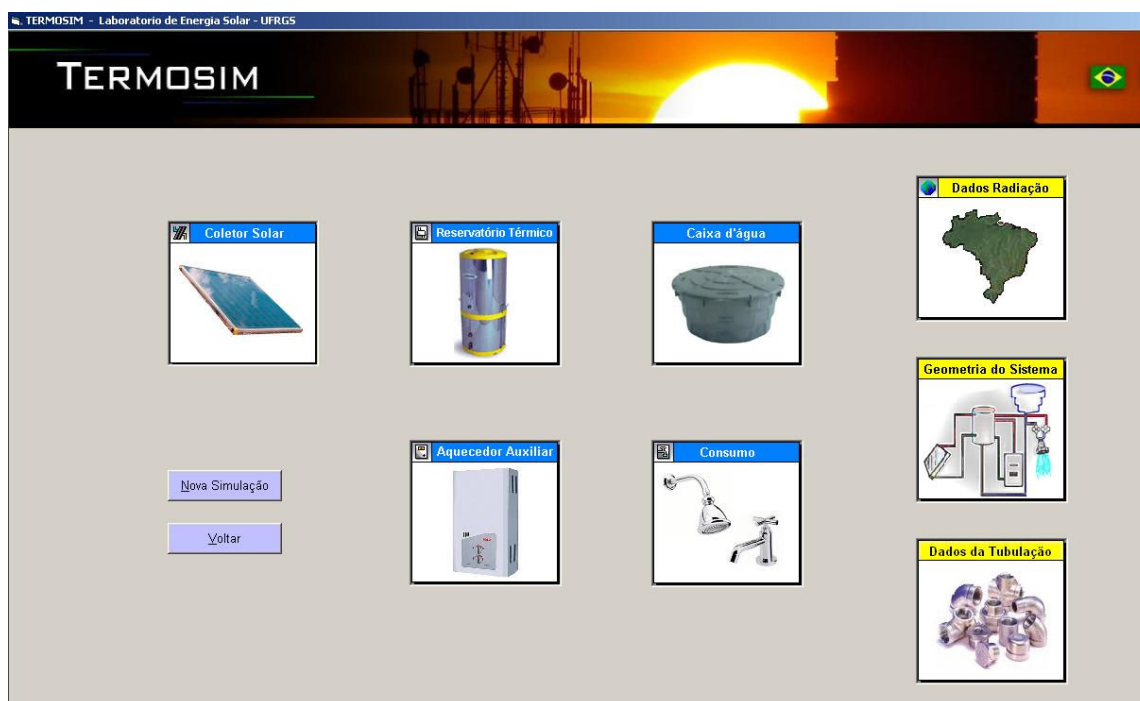 TERMOSIM - Laboratorio de Energia Solar - UFRGS
TERMOSIM
Coletor Solar
Reservatório Térmico
Caixa d'água
Dados Radiação
Geometria do Sistema
Aquecedor Auxiliar
Consumo
Nova Simulação
Voltar
Dados da Tubulação